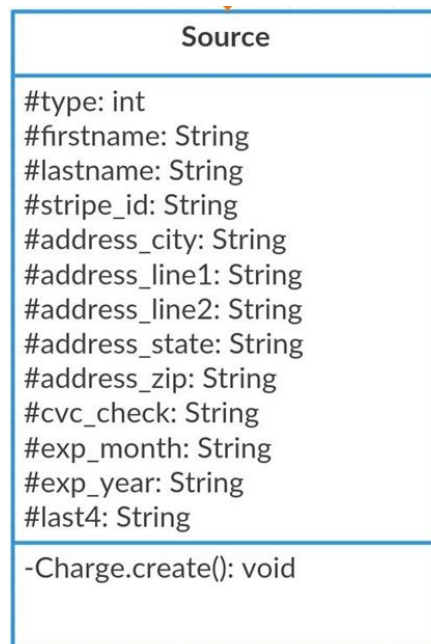 Source
#type: int
#firstname: String
#lastname: String
#stripe_id: String
#address_city: String
#address_line1: String
#address_line2: String
#address_state: String
#address_zip: String
#cvc_check: String
#exp_month: String
#exp_year: String
#last4: String
-Charge.create(): void